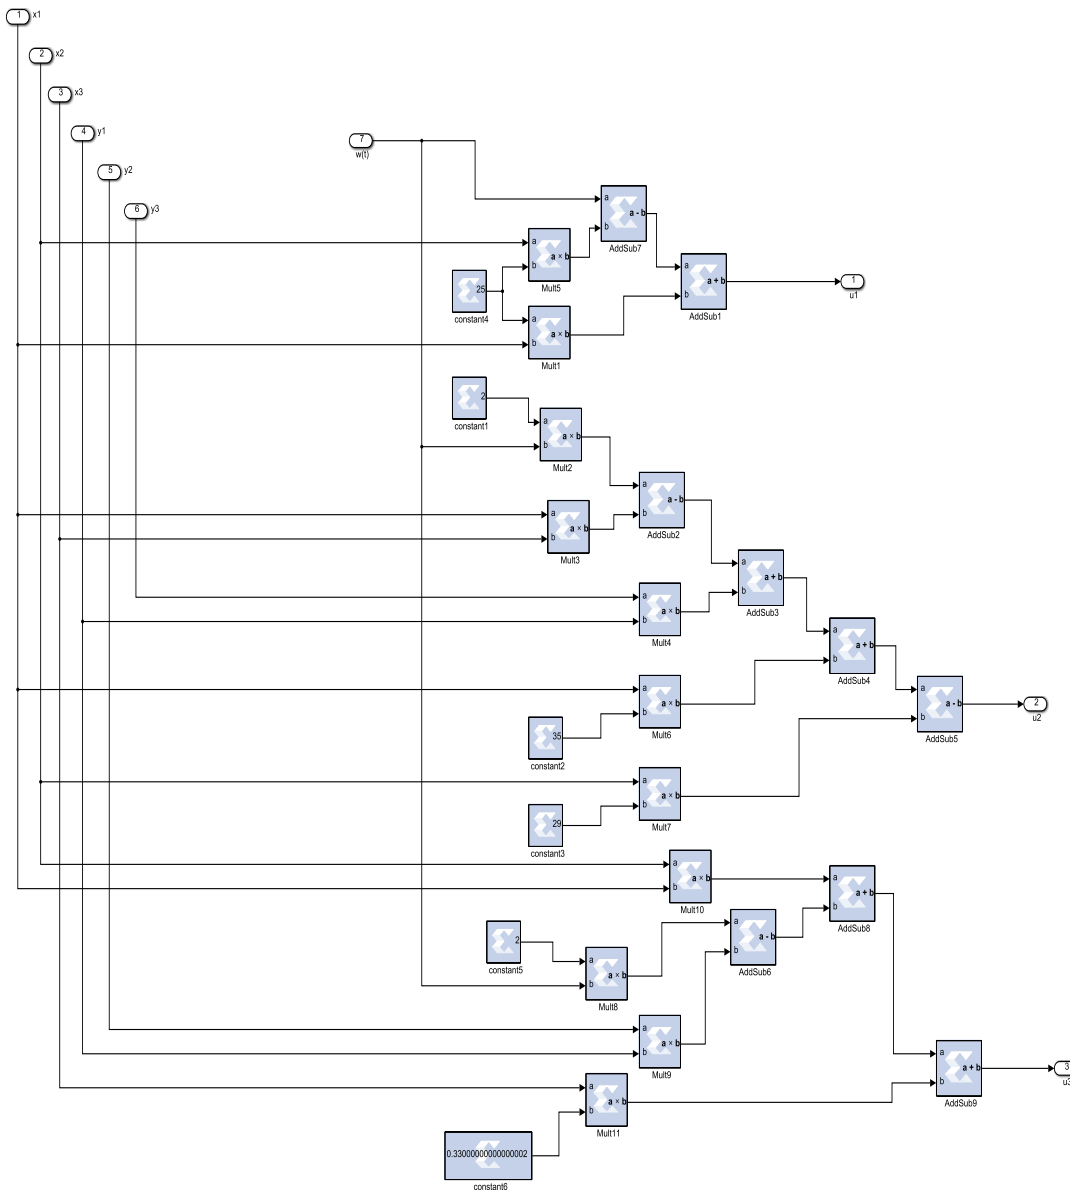 1 x1
2 x2
3 x3
4 y1
5 y2
6 y3
7
w(t)
a
b
a - b
AddSub7
a
b
a × b
Mult5
25
constant4
a
b
a × b
Mult1
a
b
a + b
AddSub1
1
u1
2
constant1
a
b
a × b
Mult2
a
b
a × b
Mult3
a
b
a - b
AddSub2
a
b
a + b
AddSub3
a
b
a × b
Mult4
a
b
a + b
AddSub4
a
b
a × b
Mult6
35
constant2
a
b
a - b
AddSub5
2
u2
a
b
a × b
Mult7
29
constant3
a
b
a × b
Mult10
a
b
a + b
AddSub8
2
constant5
a
b
a × b
Mult8
a
b
a - b
AddSub6
a
b
a × b
Mult9
a
b
a + b
AddSub9
3
u3
a
b
a × b
Mult11
0.33000000000000002
constant6